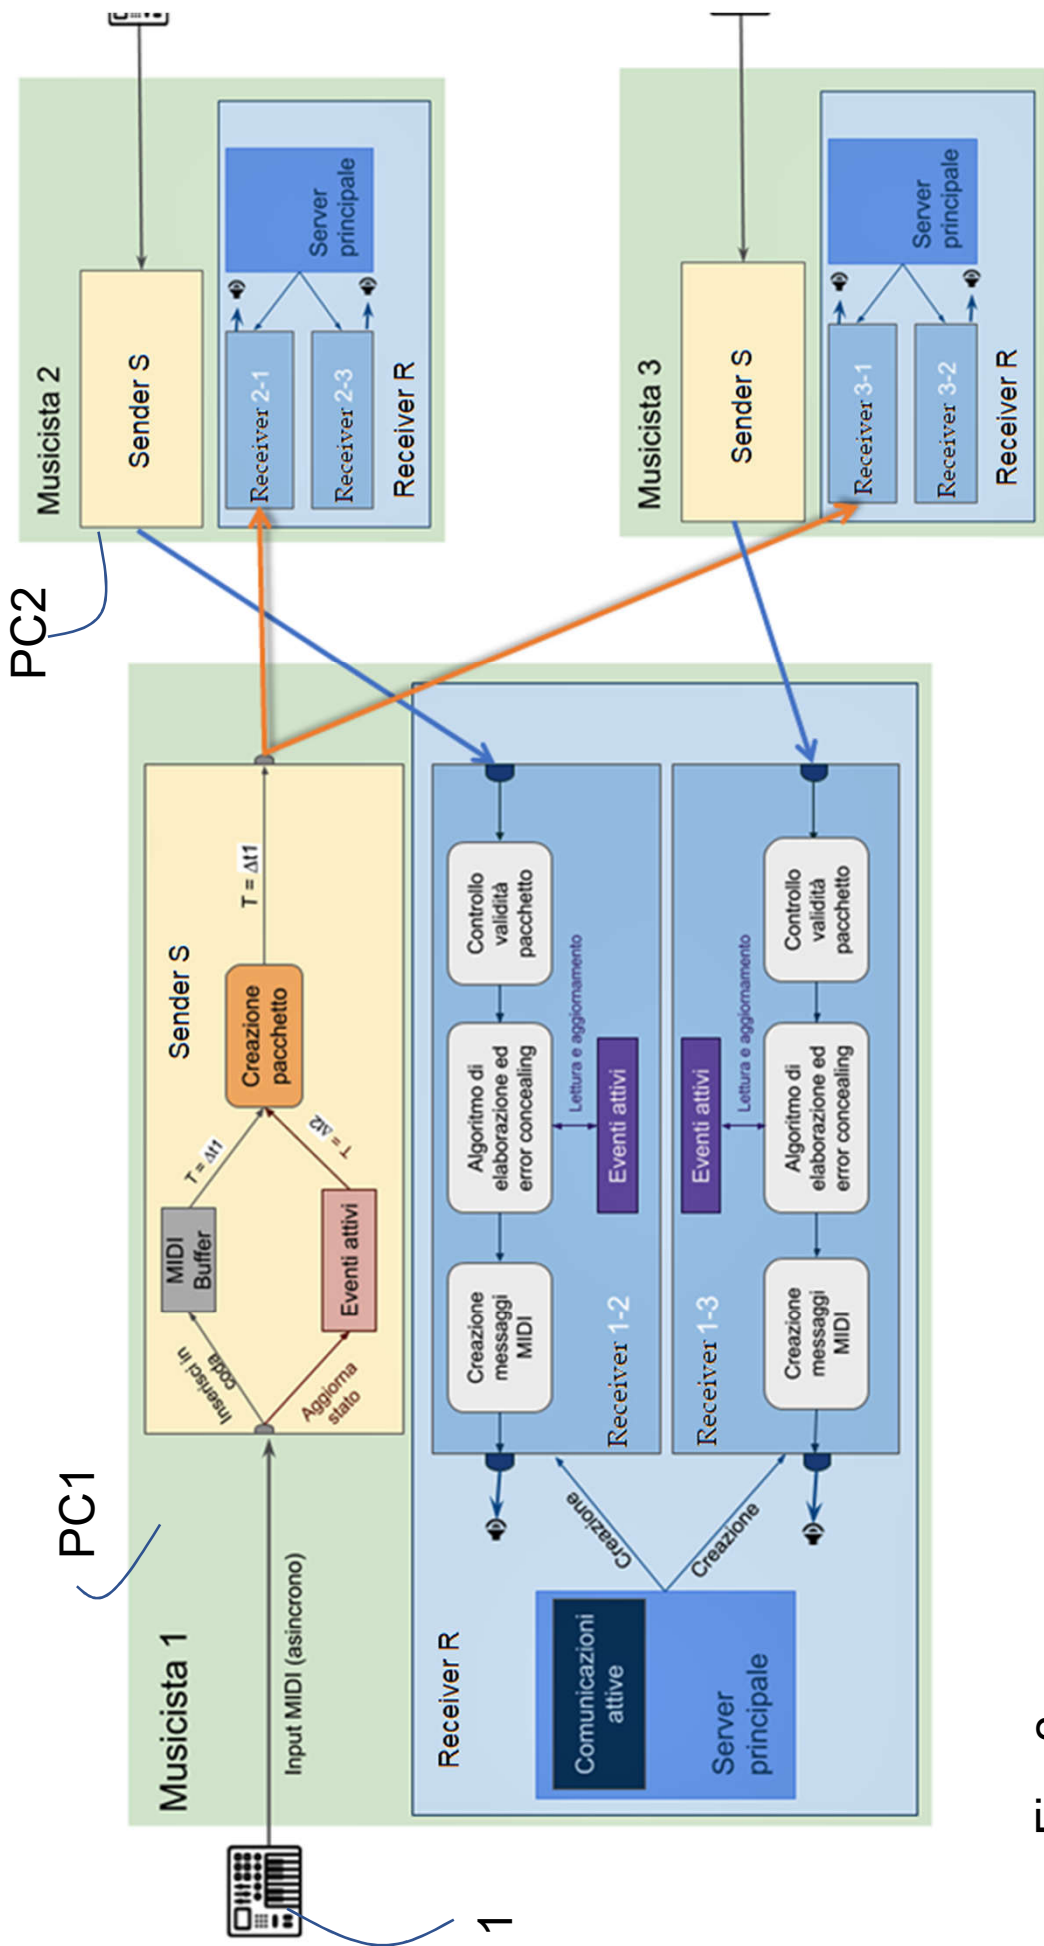 PC1
PC2
1
Musicista 1
Input MIDI (asincrono)
Sender S
Inserisci in
coda
Aggiorna
stato
MIDI
Buffer
Eventi attivi
T = Δt1
T = Δt2
Creazione
pacchetto
T = Δt1
Receiver R
Comunicazioni
attive
Server
principale
Creazione
Creazione
Receiver 1-2
Creazione
messaggi
MIDI
Algoritmo di
elaborazione ed
error concealing
Controllo
validità
pacchetto
Lettura e aggiornamento
Eventi attivi
Receiver 1-3
Eventi attivi
Lettura e aggiornamento
Creazione
messaggi
MIDI
Algoritmo di
elaborazione ed
error concealing
Controllo
validità
pacchetto
Musicista 2
Sender S
Receiver 2-1
Receiver 2-3
Server
principale
Receiver R
Musicista 3
Sender S
Receiver 3-1
Receiver 3-2
Server
principale
Receiver R